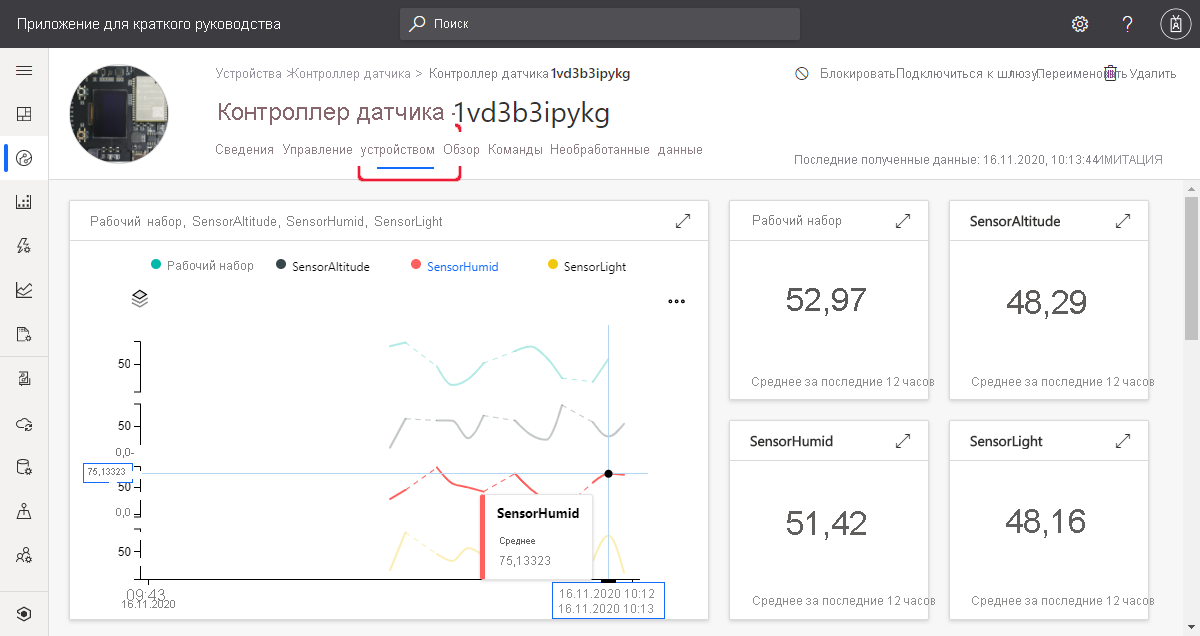 Приложение для краткого руководства
Поиск
?
Устройства >Контроллер датчика > Контроллер датчика 1vd3b3ipykg
Блокировать Подключиться к шлюзу Переименовать Удалить
Контроллер датчика - 1vd3b3ipykg
Сведения Управление устройством Обзор Команды Необработанные данные
Последние полученные данные: 16.11.2020, 10:13:44 ИМИТАЦИЯ
Рабочий набор, SensorAltitude, SensorHumid, SensorLight
Рабочий набор SensorAltitude SensorHumid SensorLight
50
50
0,0-
75,13323
50
0,0
50
SensorHumid
Среднее
75,13323
09:43
16.11.2020
16.11.2020 10:12
16.11.2020 10:13
Рабочий набор
52,97
Среднее за последние 12 часов
SensorAltitude
48,29
Среднее за последние 12 часов
SensorHumid
51,42
Среднее за последние 12 часов
SensorLight
48,16
Среднее за последние 12 часов